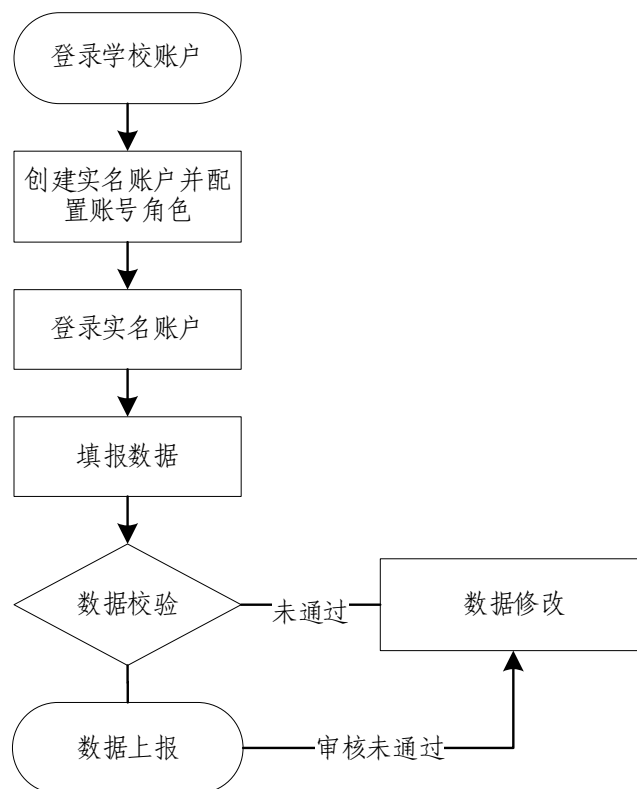 登录学校账户
创建实名账户并配
置账号角色
登录实名账户
填报数据
数据校验
未通过
数据修改
数据上报
审核未通过